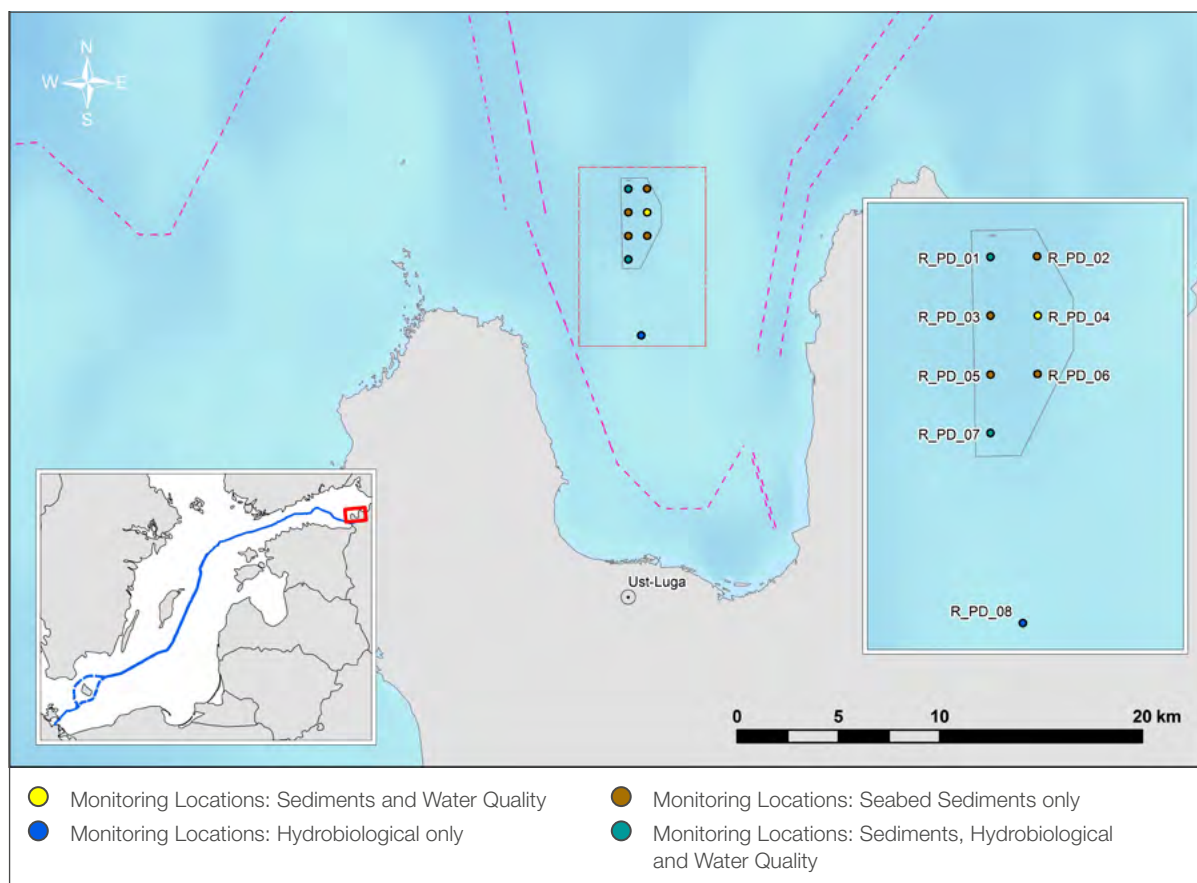 N
W E
S
R_PD_01
R_PD_02
R_PD_03
R_PD_04
R_PD_05
R_PD_06
R_PD_07
R_PD_08
Ust-Luga
0 5 10 20 km
Monitoring Locations: Sediments and Water Quality
Monitoring Locations: Hydrobiological only
Monitoring Locations: Seabed Sediments only
Monitoring Locations: Sediments, Hydrobiological
and Water Quality